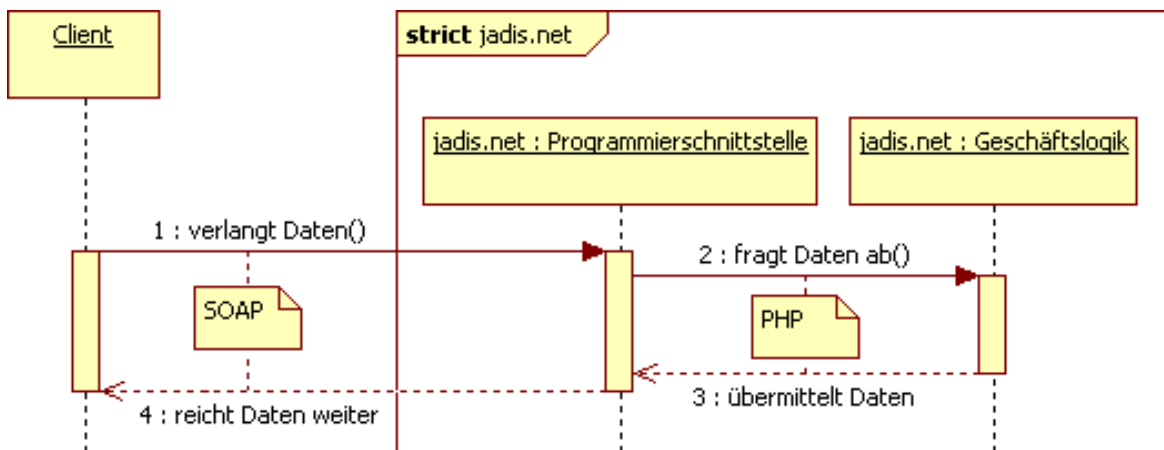 Client
strict jadis.net
jadis.net : Programmierschnittstelle
jadis.net : Geschäftslogik
1 : verlangt Daten()
2 : fragt Daten ab()
SOAP
PHP
3 : übermittelt Daten
4 : reicht Daten weiter